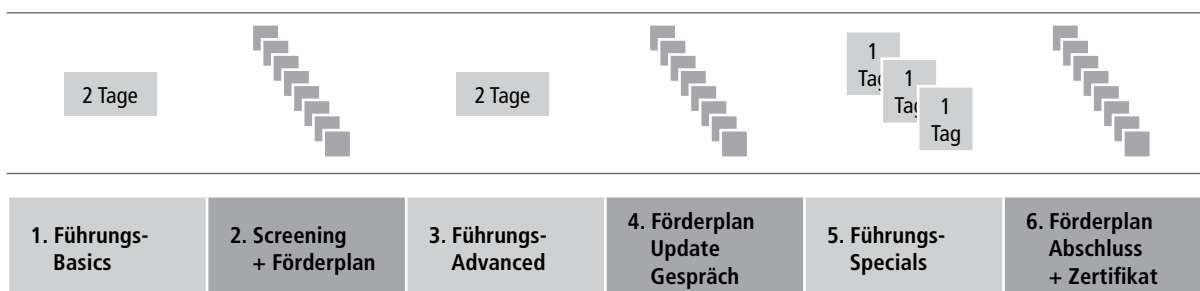 2 Tage
2 Tage
1
Tag
1
Tag
1
Tag
1. Führungs-
Basics
2. Screening
+ Förderplan
3. Führungs-
Advanced
4. Förderplan
Update
Gespräch
5. Führungs-
Specials
6. Förderplan
Abschluss
+ Zertifikat